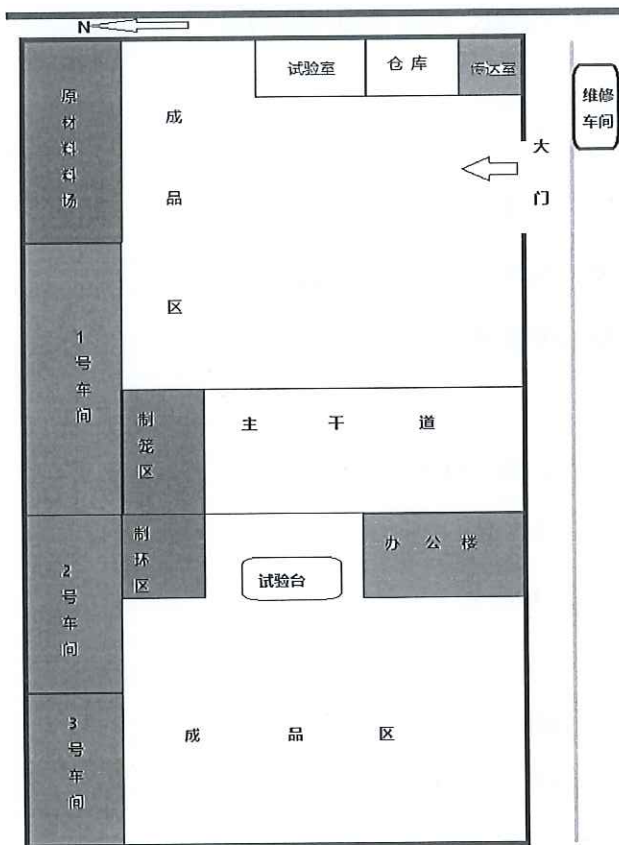 N
试验室
仓库
传达室
维修
车间
原材料料场
成品区
大门
1号车间
制笼区
主干道
制环区
办公楼
试验台
2号车间
3号车间
成品区